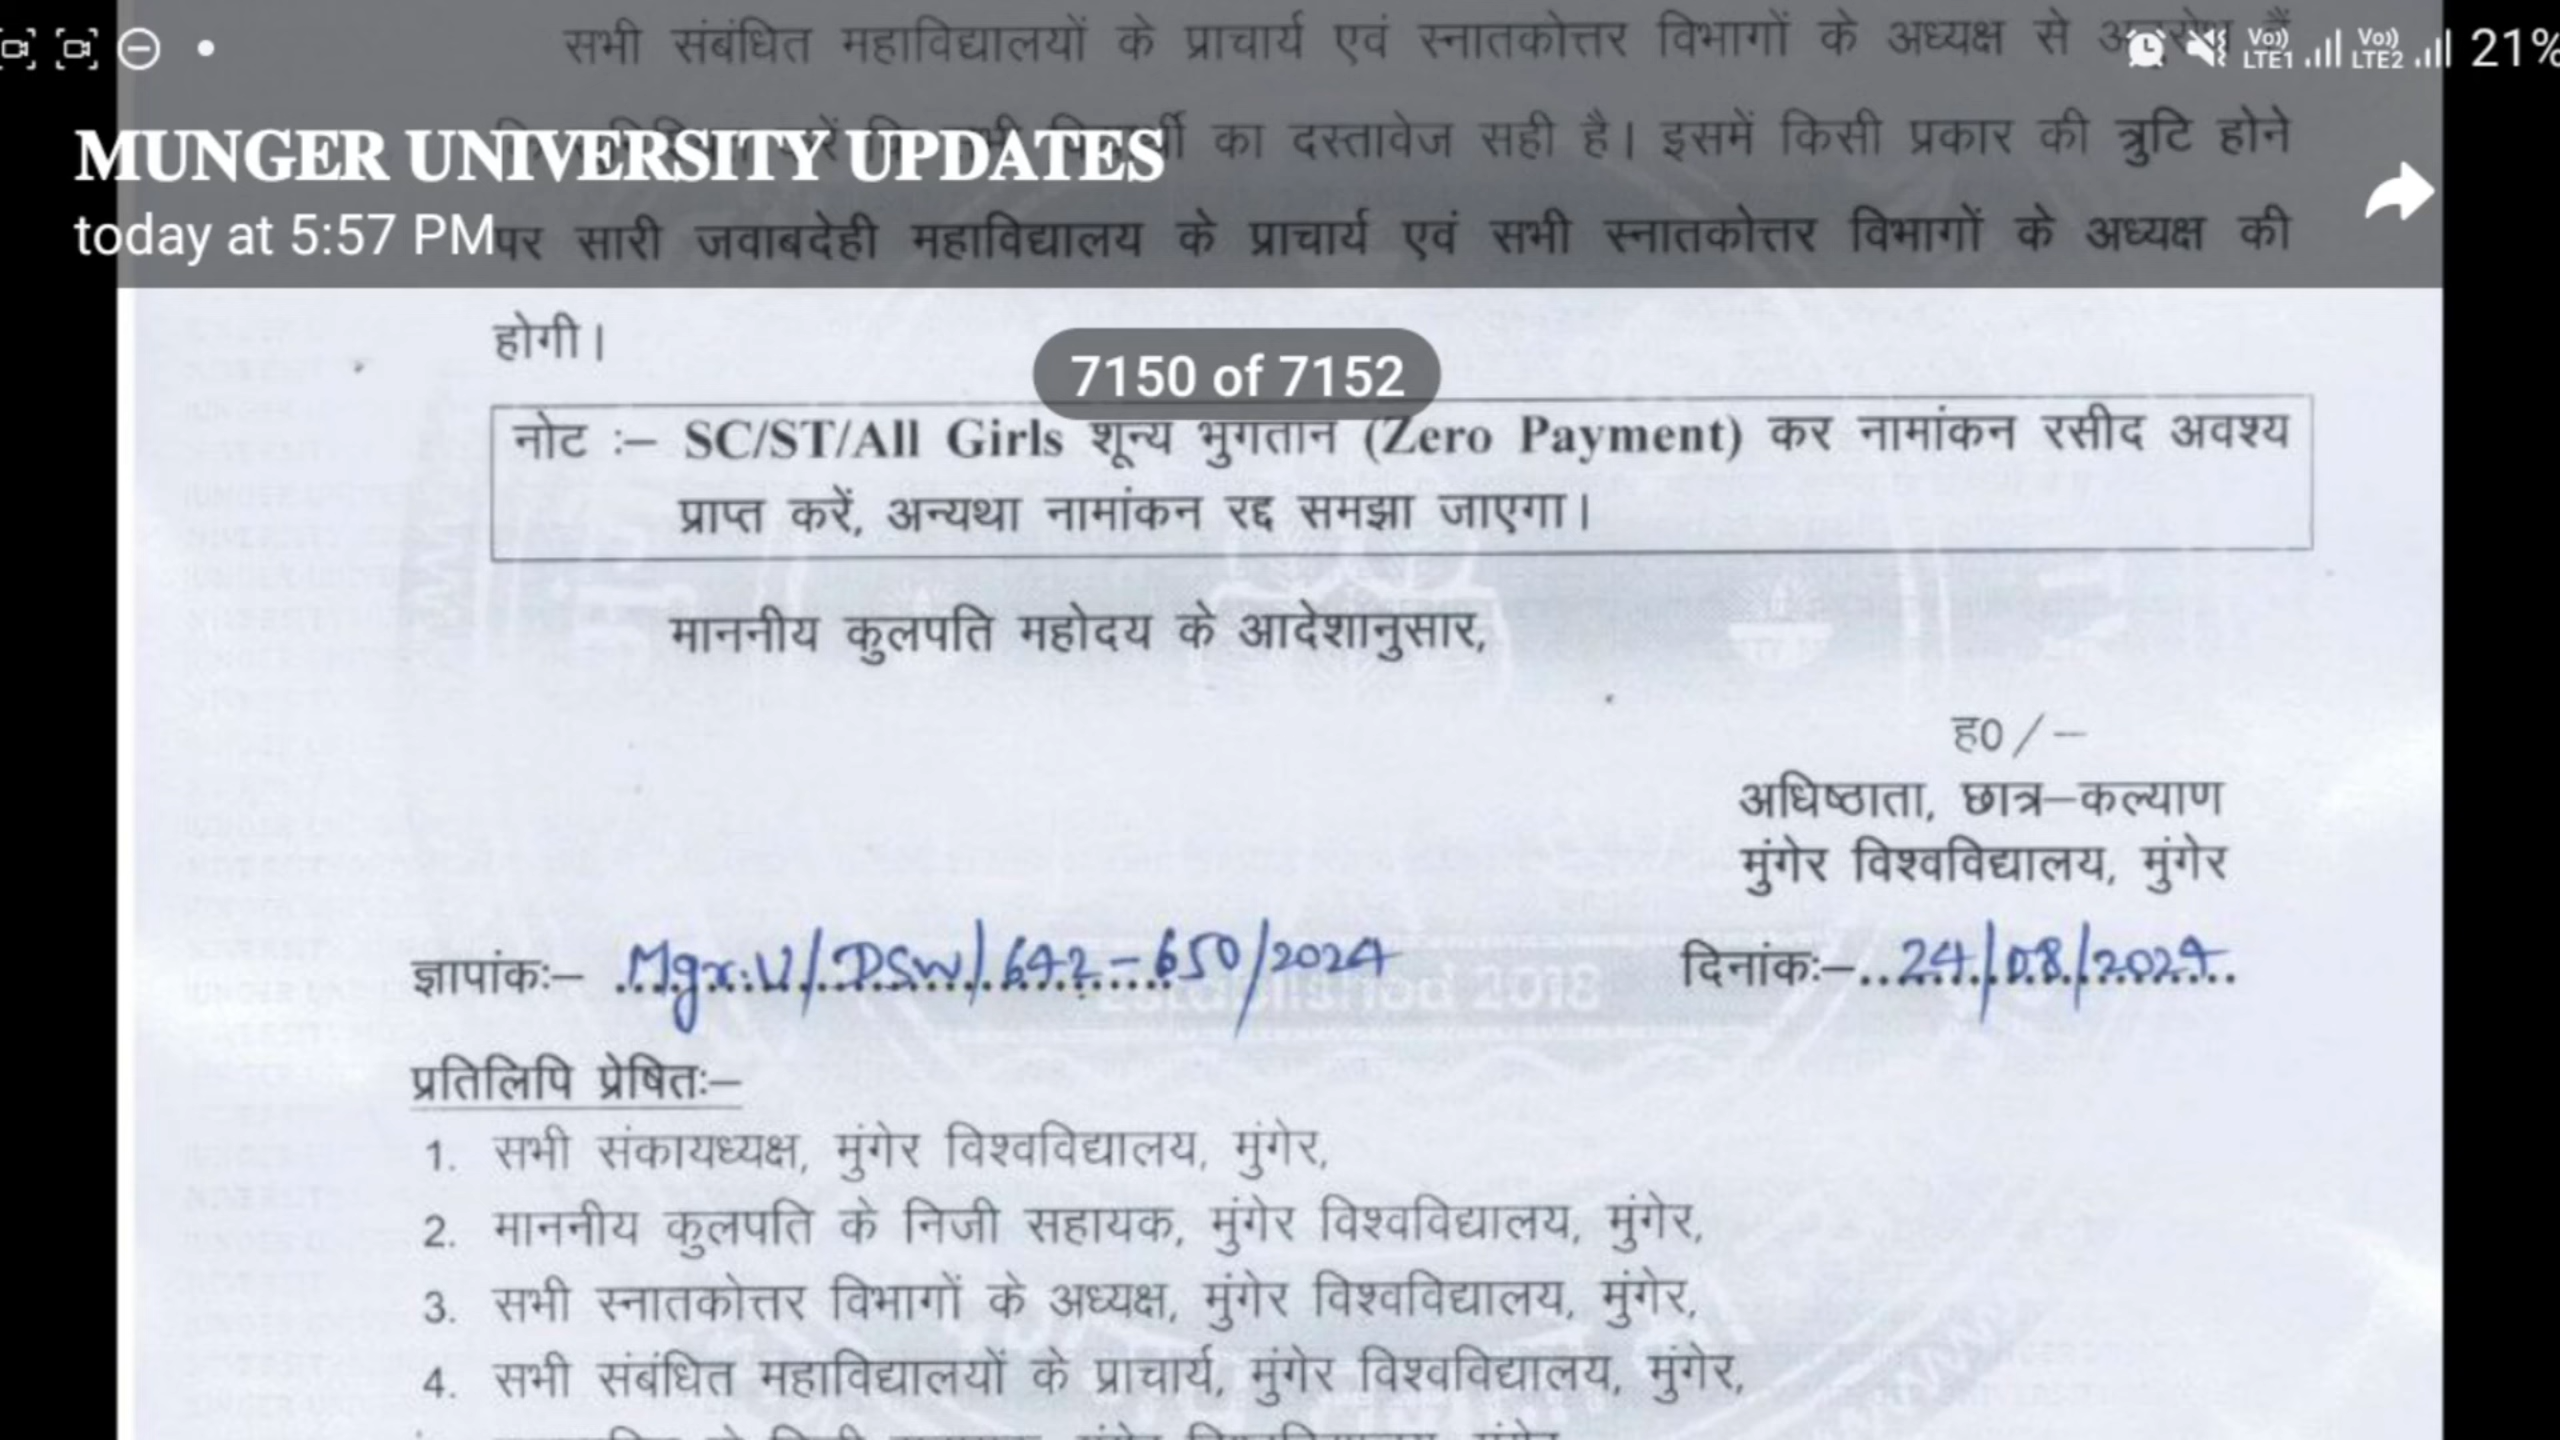 सभी संबंधित महाविद्यालयों के प्राचार्य एवं स्नातकोत्तर विभागों के अध्यक्ष से
Vo)) LTE1 Vo)) LTE2 21%
MUNGER UNIVERSITY UPDATES
का दस्तावेज सही है। इसमें किसी प्रकार की त्रुटि होने
today at 5:57 PM
पर सारी जवाबदेही महाविद्यालय के प्राचार्य एवं सभी स्नातकोत्तर विभागों के अध्यक्ष की
होगी।
7150 of 7152
नोट :– SC/ST/All Girls शून्य भुगतान (Zero Payment) कर नामांकन रसीद अवश्य
प्राप्त करें, अन्यथा नामांकन रद्द समझा जाएगा।
माननीय कुलपति महोदय के आदेशानुसार,
ह0/–
अधिष्ठाता, छात्र–कल्याण
मुंगेर विश्वविद्यालय, मुंगेर
ज्ञापांकः– Mgr.U/DSW/642-650/2024 दिनांकः– 24/08/2024
प्रतिलिपि प्रेषितः–
1. सभी संकायध्यक्ष, मुंगेर विश्वविद्यालय, मुंगेर,
2. माननीय कुलपति के निजी सहायक, मुंगेर विश्वविद्यालय, मुंगेर,
3. सभी स्नातकोत्तर विभागों के अध्यक्ष, मुंगेर विश्वविद्यालय, मुंगेर,
4. सभी संबंधित महाविद्यालयों के प्राचार्य, मुंगेर विश्वविद्यालय, मुंगेर,